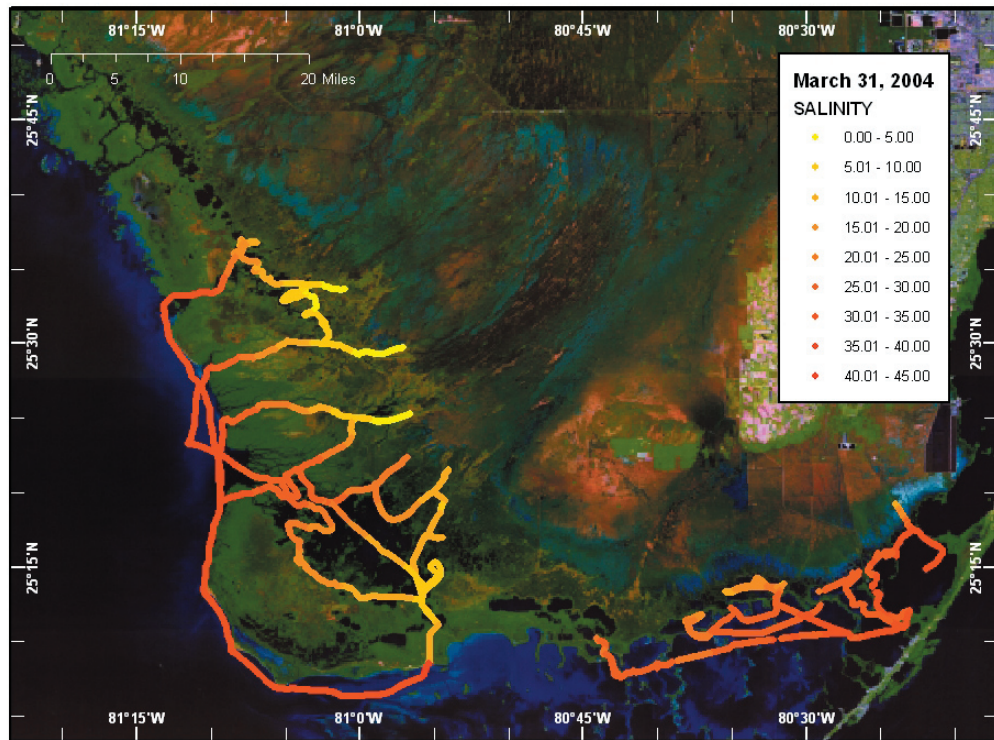 81°15'W 81°0'W 80°45'W 80°30'W
0 5 10 20 Miles
March 31, 2004
SALINITY
0.00 - 5.00
5.01 - 10.00
10.01 - 15.00
15.01 - 20.00
20.01 - 25.00
25.01 - 30.00
30.01 - 35.00
35.01 - 40.00
40.01 - 45.00
25°45'N
25°45'N
25°30'N
25°30'N
25°15'N
25°15'N
81°15'W 81°0'W 80°45'W 80°30'W